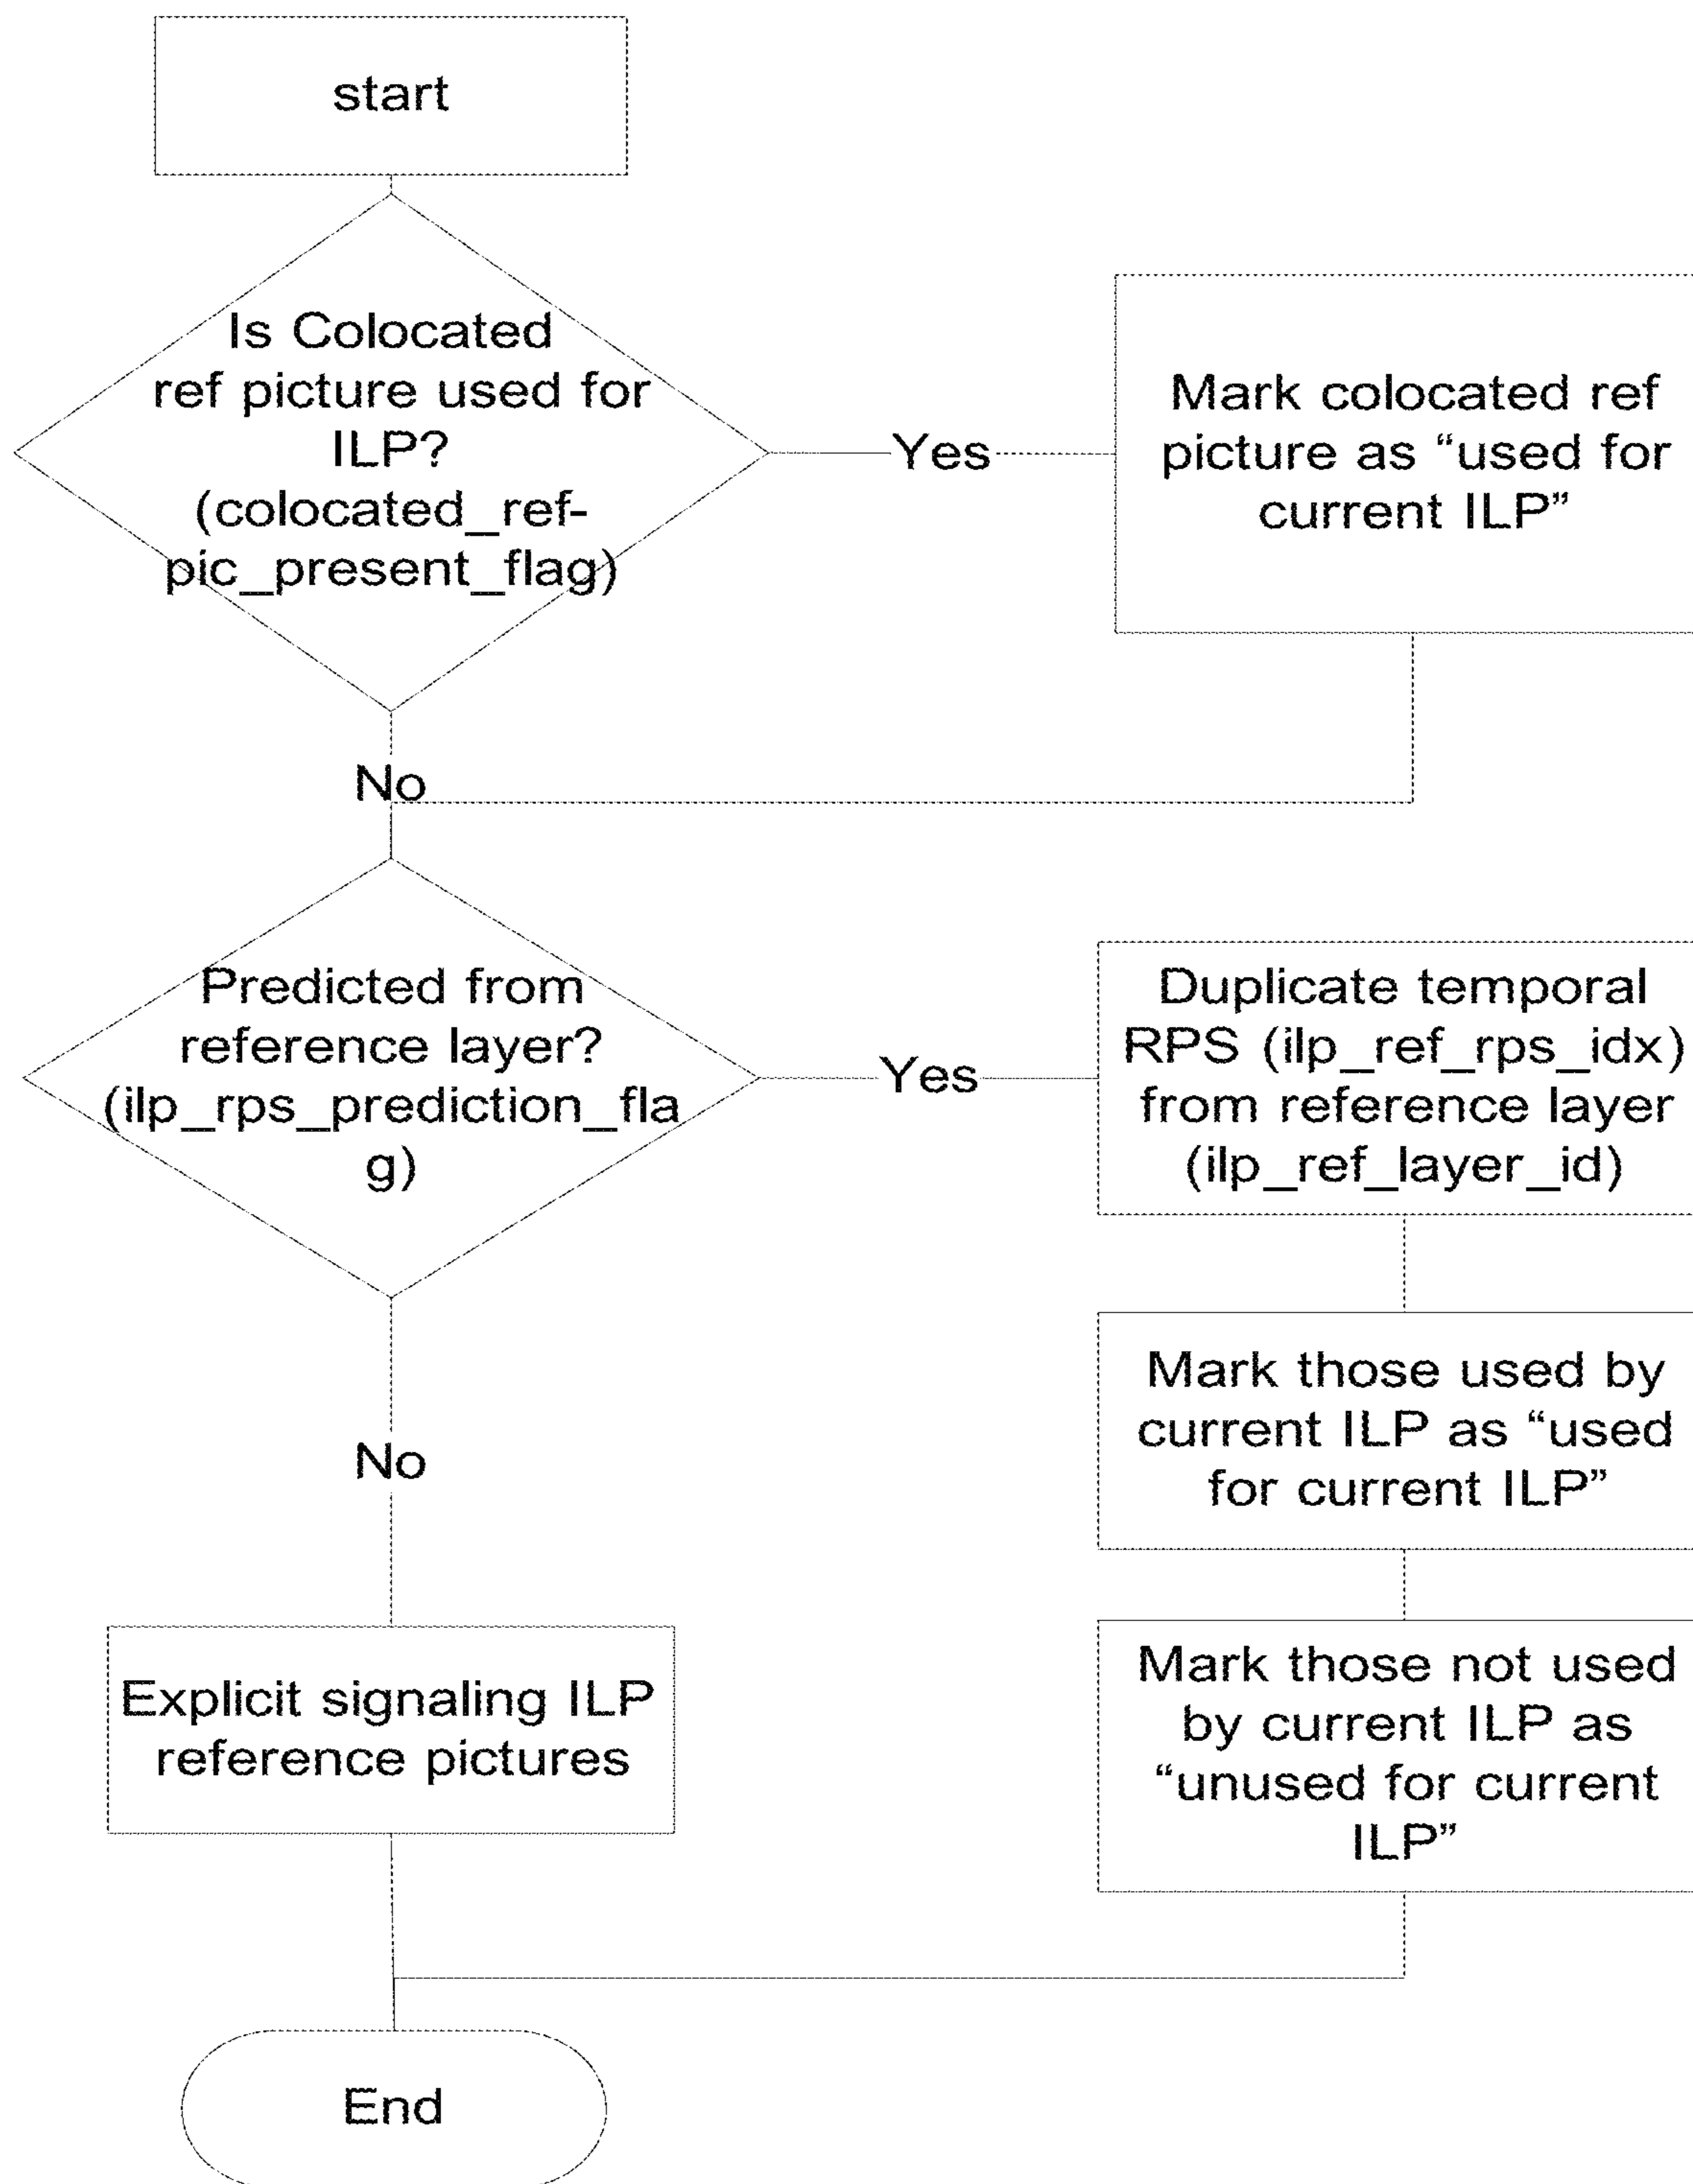 start
Is Colocated
ref picture used for
ILP?
(colocated_ref-
pic_present_flag)
Yes
Mark colocated ref
picture as “used for
current ILP”
No
Predicted from
reference layer?
(ilp_rps_prediction_fla
g)
Yes
Duplicate temporal
RPS (ilp_ref_rps_idx)
from reference layer
(ilp_ref_layer_id)
Mark those used by
current ILP as “used
for current ILP”
No
Explicit signaling ILP
reference pictures
Mark those not used
by current ILP as
“unused for current
ILP”
End